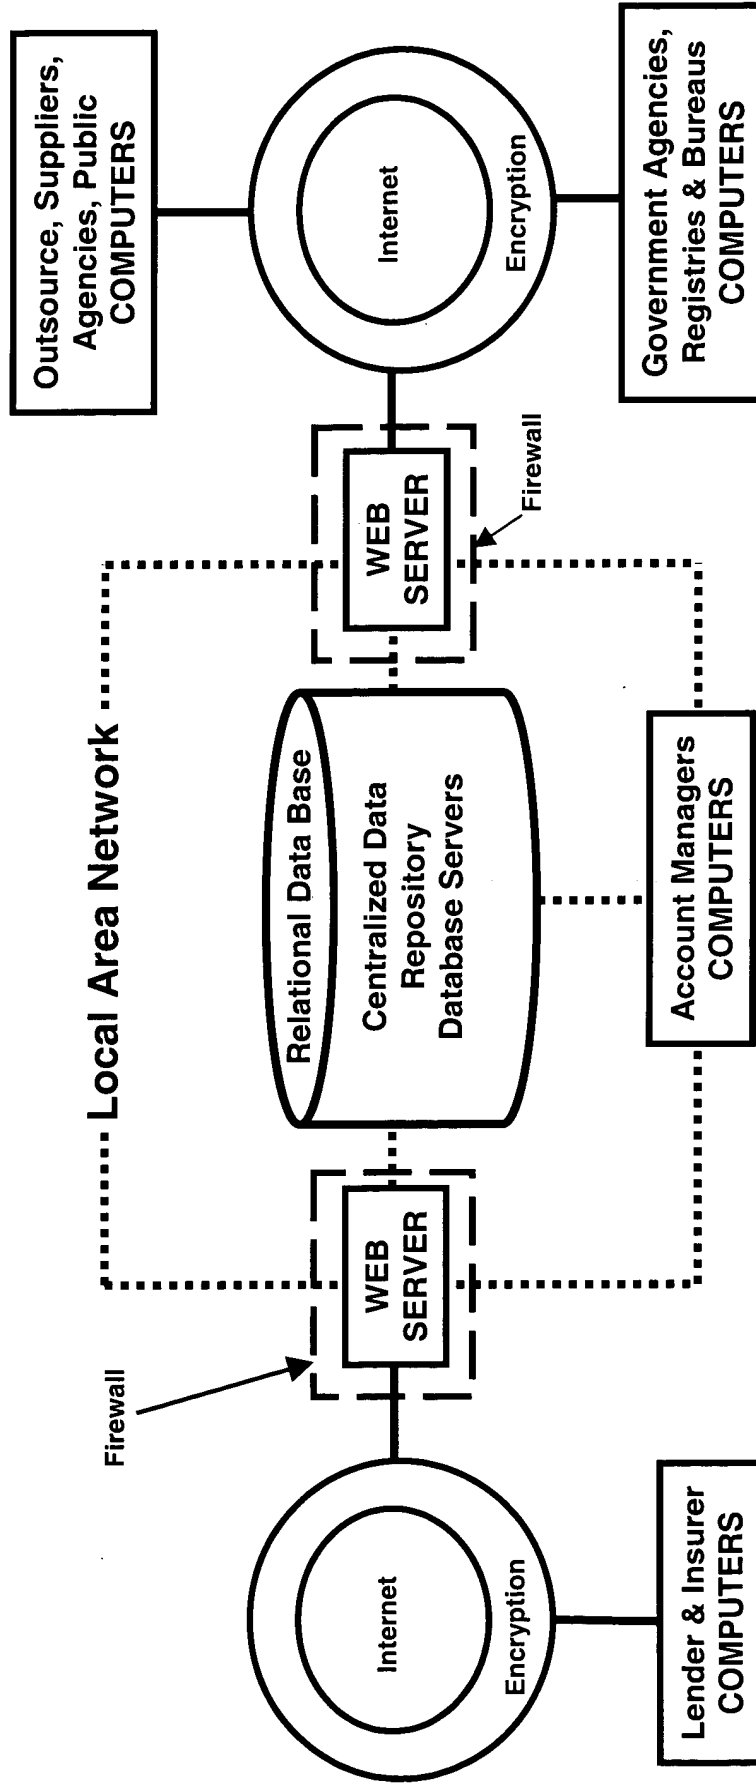 Local Area Network
Firewall
Internet
Encryption
Lender & Insurer
COMPUTERS
WEB
SERVER
Relational Data Base
Centralized Data
Repository
Database Servers
Account Managers
COMPUTERS
WEB
SERVER
Firewall
Internet
Encryption
Outsource, Suppliers,
Agencies, Public
COMPUTERS
Government Agencies,
Registries & Bureaus
COMPUTERS